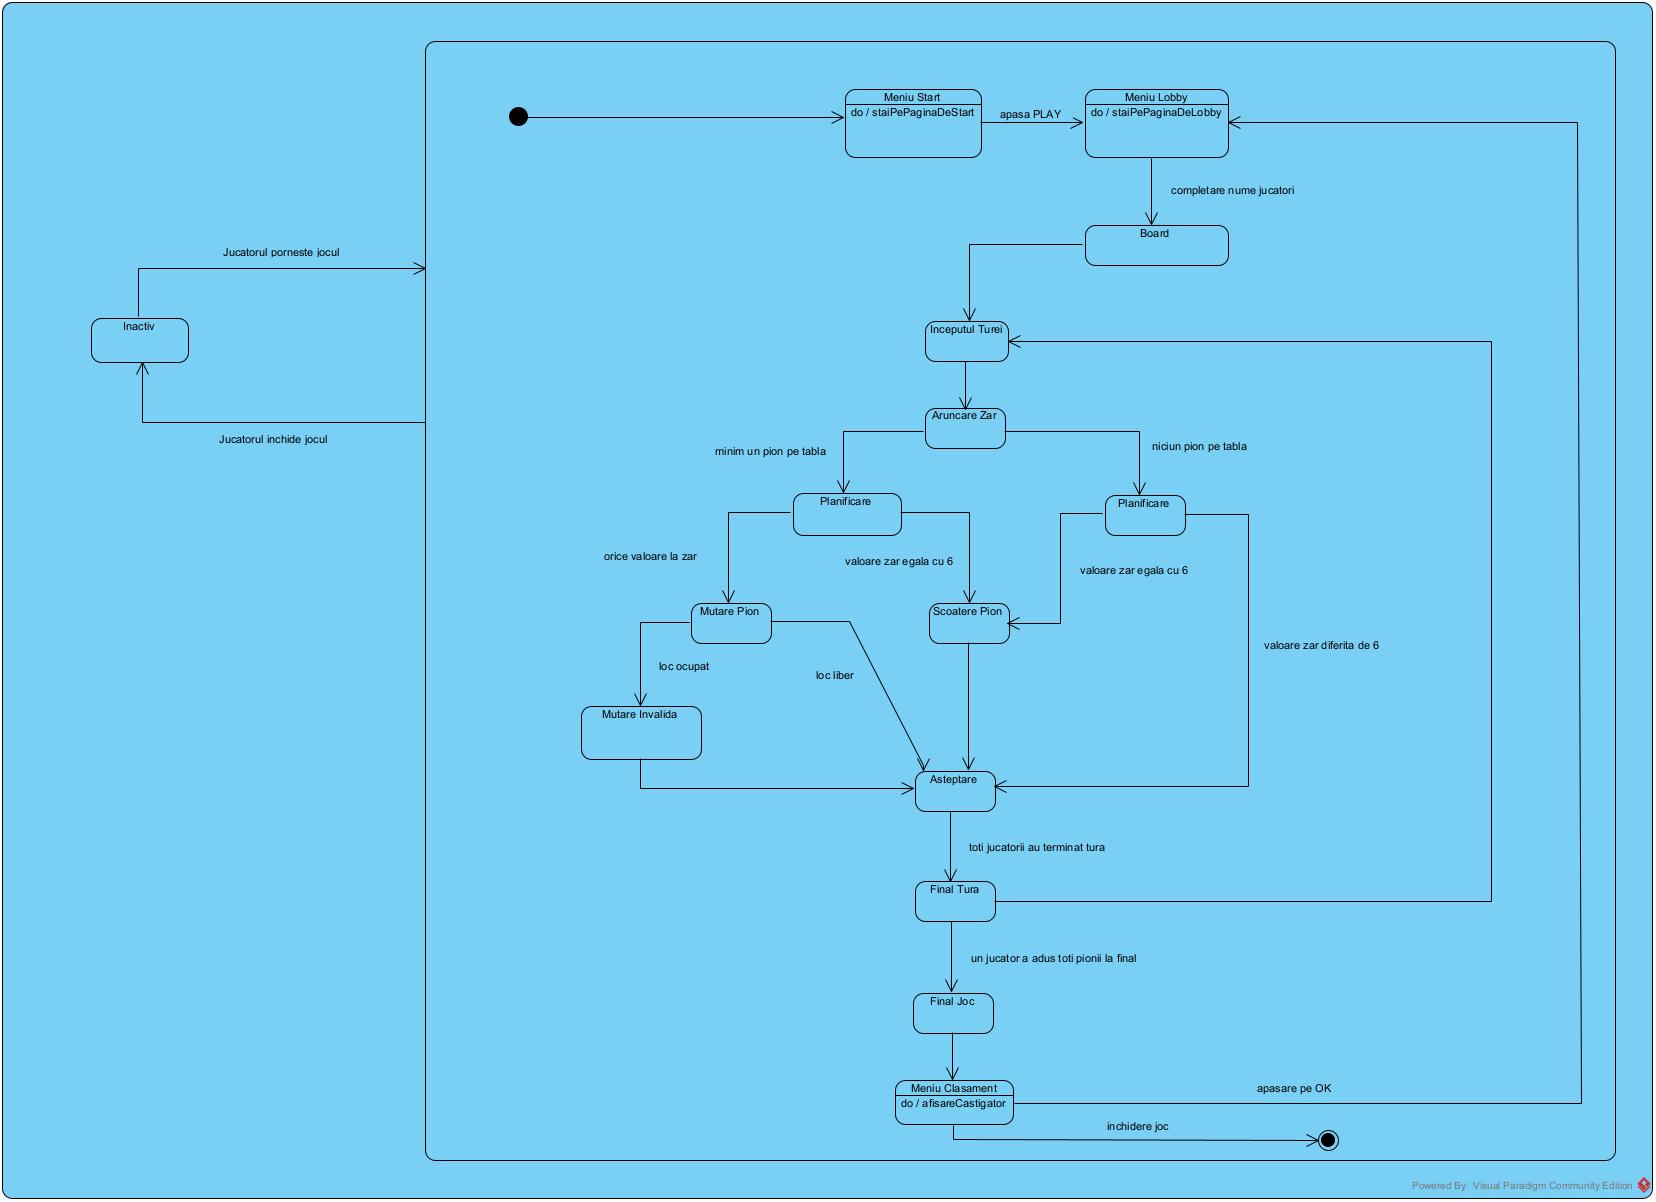 Meniu Start
do / staiPePaginaDeStart
apasa PLAY
Meniu Lobby
do / staiPePaginaDeLobby
completare nume jucatori
Board
Jucatorul porneste jocul
Inactiv
Jucatorul inchide jocul
Inceputul Turei
Aruncare Zar
minim un pion pe tabla
niciun pion pe tabla
Planificare
Planificare
orice valoare la zar
valoare zar egala cu 6
valoare zar egala cu 6
Mutare Pion
Scoatere Pion
valoare zar diferita de 6
loc ocupat
loc liber
Mutare Invalida
Asteptare
toti jucatorii au terminat tura
Final Tura
un jucator a adus toti pionii la final
Final Joc
Meniu Clasament
do / afisareCastigator
apasare pe OK
inchidere joc
Powered By: Visual Paradigm Community Edition